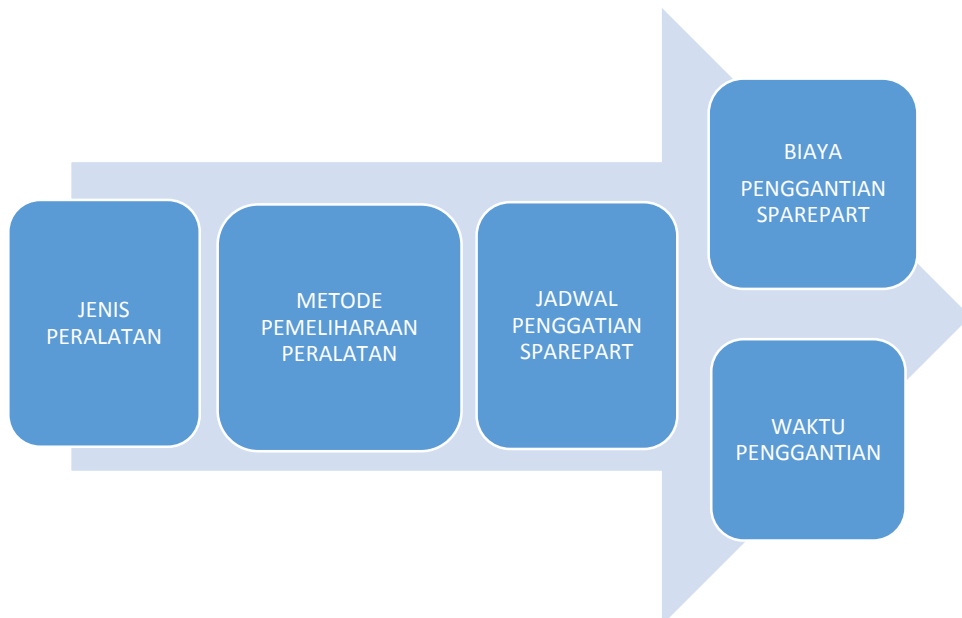 JENIS
PERALATAN
METODE
PEMELIHARAAN
PERALATAN
JADWAL
PENGGATIAN
SPAREPART
BIAYA
PENGGANTIAN
SPAREPART
WAKTU
PENGGANTIAN